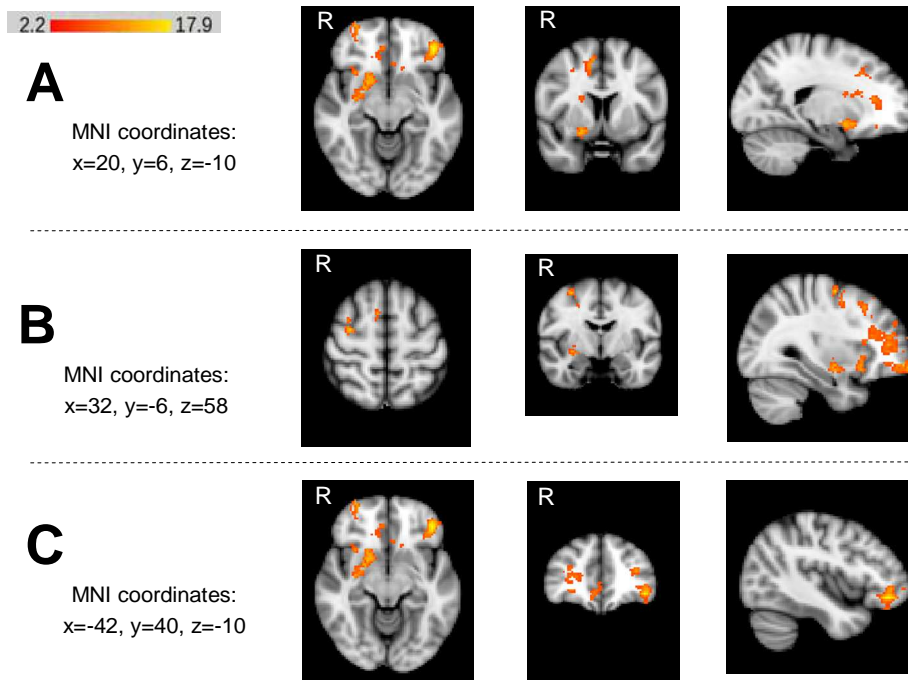 2.2 17.9
R R
A
MNI coordinates:
x=20, y=6, z=-10
R R
B
MNI coordinates:
x=32, y=-6, z=58
R R
C
MNI coordinates:
x=-42, y=40, z=-10